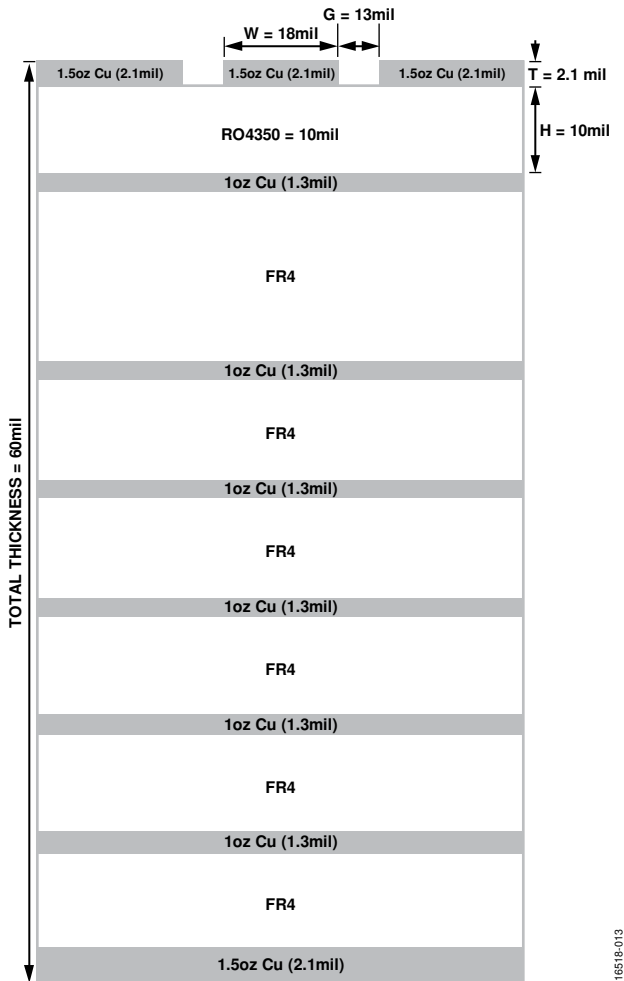 G = 13mil
W = 18mil
1.5oz Cu (2.1mil)
1.5oz Cu (2.1mil)
1.5oz Cu (2.1mil)
T = 2.1 mil
RO4350 = 10mil
H = 10mil
1oz Cu (1.3mil)
FR4
1oz Cu (1.3mil)
FR4
1oz Cu (1.3mil)
FR4
1oz Cu (1.3mil)
FR4
1oz Cu (1.3mil)
FR4
1oz Cu (1.3mil)
FR4
1.5oz Cu (2.1mil)
TOTAL THICKNESS = 60mil
16518-013